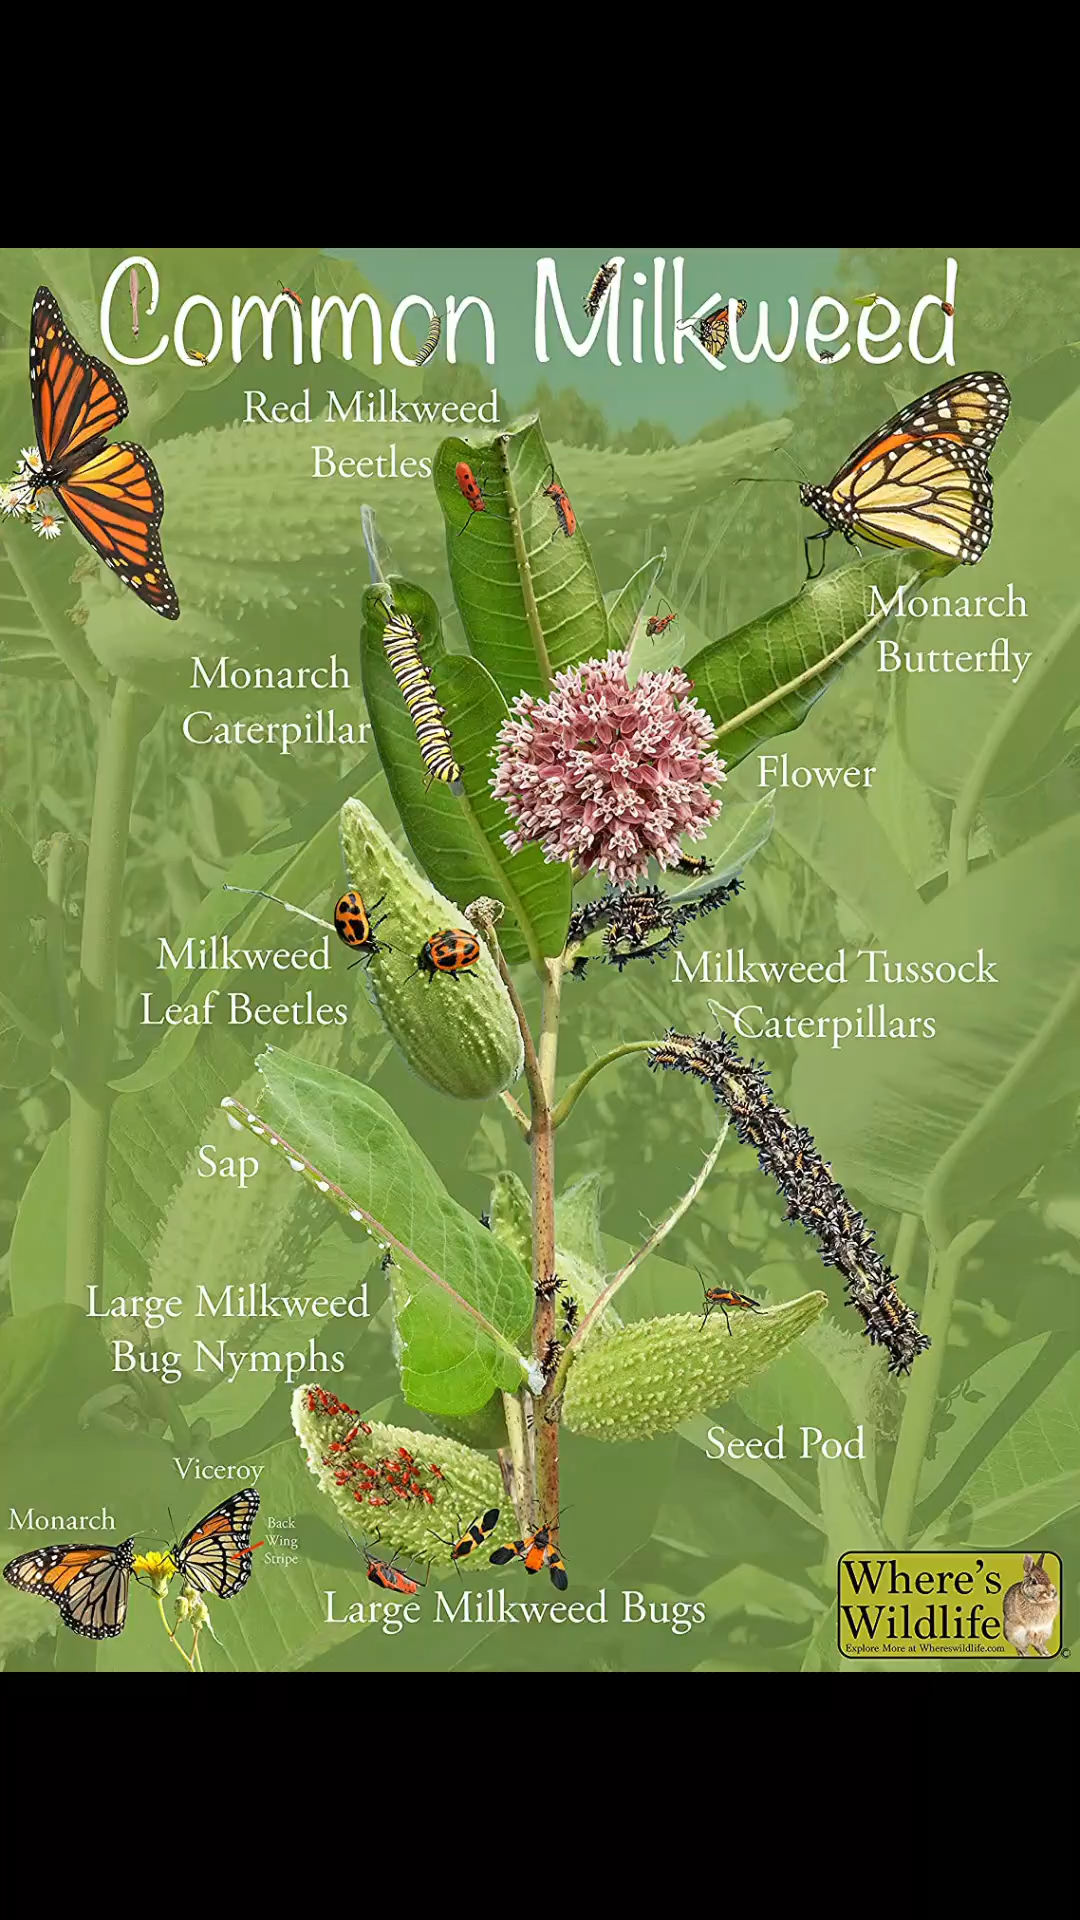 Common Milkweed
Red Milkweed
Beetles
Monarch
Butterfly
Monarch
Caterpillar
Flower
Milkweed
Leaf Beetles
Milkweed Tussock
Caterpillars
Sap
Large Milkweed
Bug Nymphs
Seed Pod
Viceroy
Monarch
Back
Wing
Stripe
Large Milkweed Bugs
Where's
Wildlife
Explore More at Whereswildlife.com
©